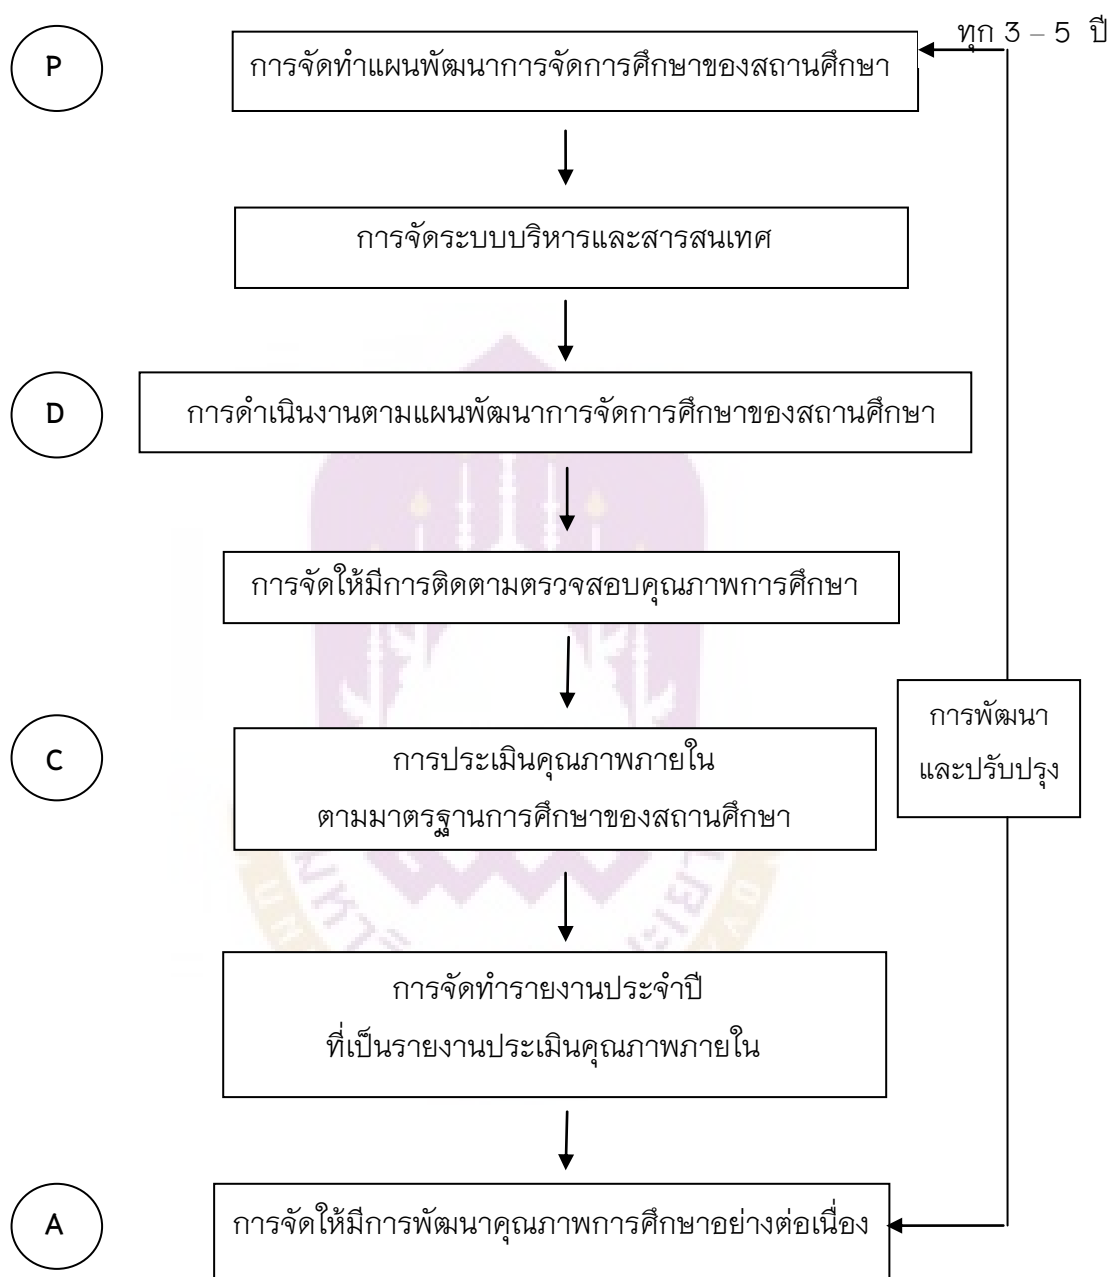 ทุก 3 – 5 ปี
P
การจัดทำแผนพัฒนาการจัดการศึกษาของสถานศึกษา
การจัดระบบบริหารและสารสนเทศ
D
การดำเนินงานตามแผนพัฒนาการจัดการศึกษาของสถานศึกษา
การจัดให้มีการติดตามตรวจสอบคุณภาพการศึกษา
การพัฒนา
และปรับปรุง
C
การประเมินคุณภาพภายใน
ตามมาตรฐานการศึกษาของสถานศึกษา
การจัดทำรายงานประจำปี
ที่เป็นรายงานประเมินคุณภาพภายใน
A
การจัดให้มีการพัฒนาคุณภาพการศึกษาอย่างต่อเนื่อง